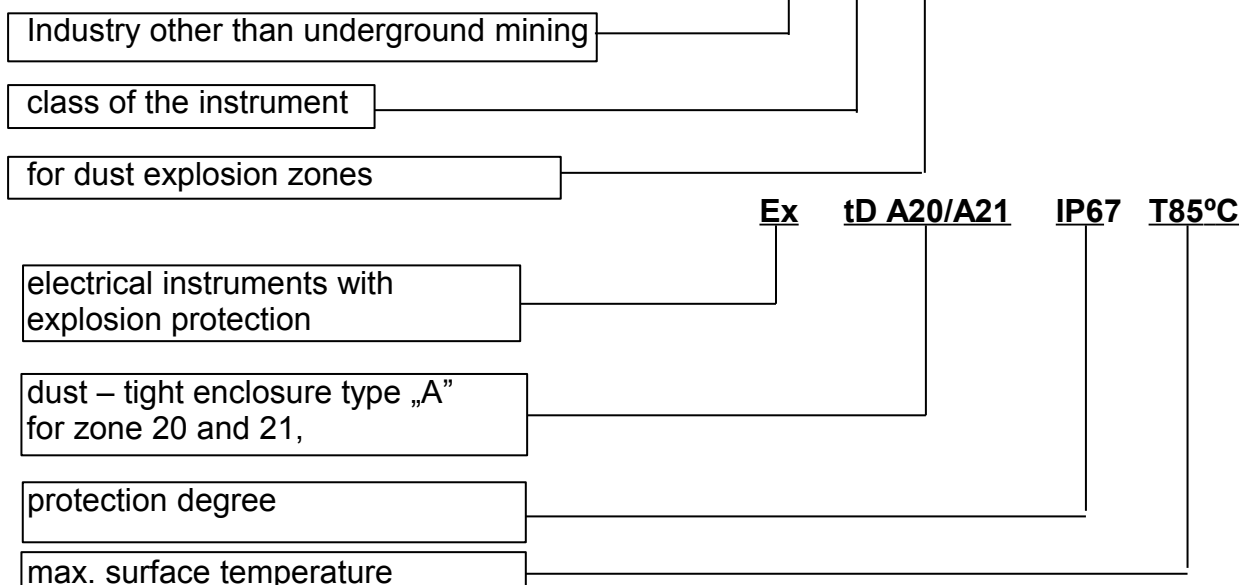 Industry other than underground mining
class of the instrument
for dust explosion zones
Ex tD A20/A21 IP67 T85ºC
electrical instruments with
explosion protection
dust – tight enclosure type „A”
for zone 20 and 21,
protection degree
max. surface temperature